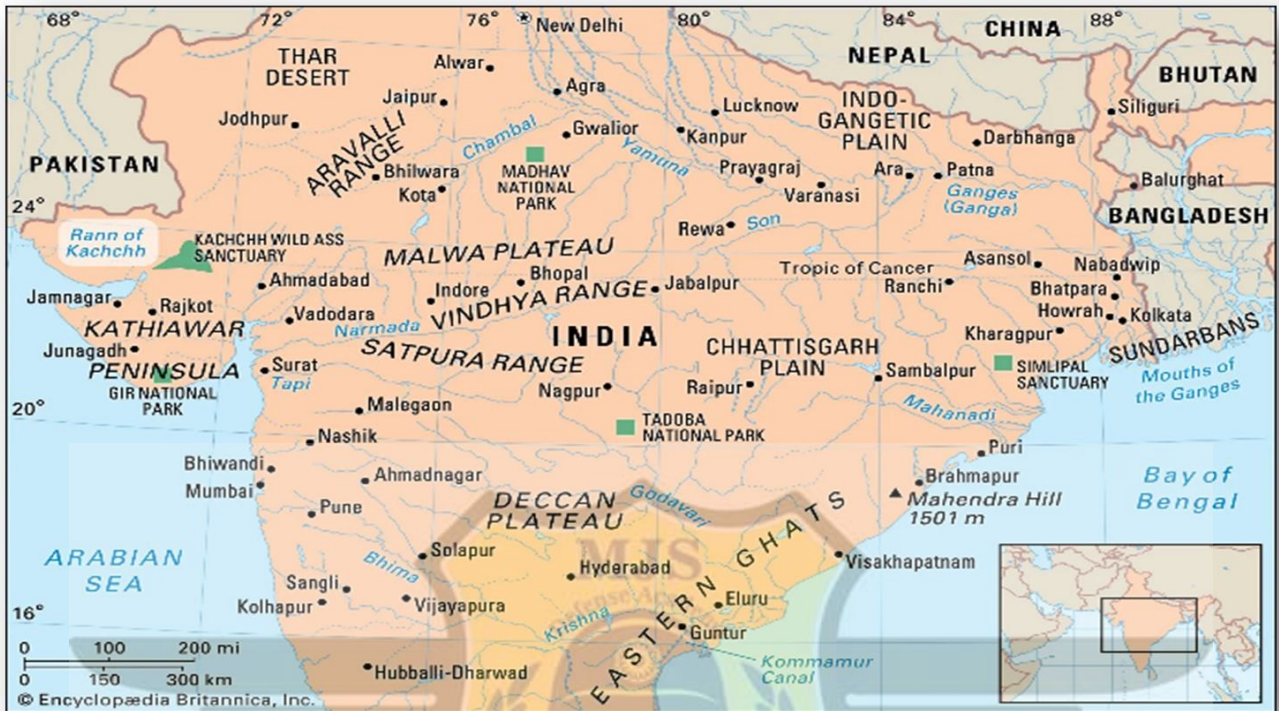 68°
72°
76°
80°
84°
88°
New Delhi
CHINA
NEPAL
BHUTAN
THAR
DESERT
Alwar
Agra
Jaipur
Lucknow
INDO-
GANGETIC
PLAIN
Siliguri
Jodhpur
Gwalior
Kanpur
Darbhanga
Chambal
Yamuna
ARAVALLI
RANGE
PAKISTAN
Bhilwara
Kota
MADHAV
NATIONAL
PARK
Prayagraj
Varanasi
Ara
Patna
Balurghat
Ganges
(Ganga)
24°
BANGLADESH
Rann of
Kachchh
KACHCHH WILD ASS
SANCTUARY
Rewa
Son
MALWA PLATEAU
Tropic of Cancer
Asansol
Nabadwip
Ahmadabad
Bhopal
Indore
Jabalpur
Ranchi
Bhatpara
Jamnagar
Rajkot
VINDHYA RANGE
Howrah
Kolkata
Vadodara
Narmada
KATHIAWAR
INDIA
Kharagpur
SUNDARBANS
Junagadh
PENINSULA
SATPURA RANGE
CHHATTISGARH
PLAIN
Surat
Tapi
GIR NATIONAL
PARK
Nagpur
Raipur
Sambalpur
SIMLIPAL
SANCTUARY
Mouths of
the Ganges
20°
Malegaon
Mahanadi
TADOBA
NATIONAL PARK
Nashik
Puri
Bhiwandi
Mumbai
Ahmadnagar
Brahmapur
Bay of
Bengal
Mahendra Hill
1501 m
DECCAN
PLATEAU
Godavari
Pune
ARABIAN
SEA
MJS
Solapur
Bhima
Hyderabad
Visakhapatnam
EASTERN GHATS
Sangli
Kolhapur
Vijayapura
Eluru
16°
Krishna
Guntur
0 100 200 mi
0 150 300 km
Hubballi-Dharwad
Kommamur
Canal
© Encyclopædia Britannica, Inc.